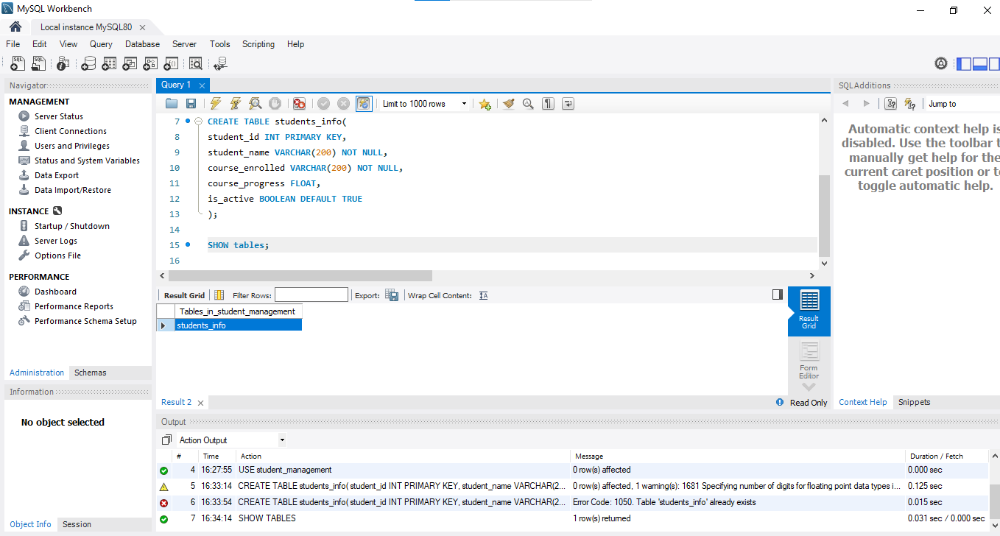 MySQL Workbench
Local instance MySQL80
File Edit View Query Database Server Tools Scripting Help
Navigator
MANAGEMENT
Server Status
Client Connections
Users and Privileges
Status and System Variables
Data Export
Data Import/Restore
INSTANCE
Startup / Shutdown
Server Logs
Options File
PERFORMANCE
Dashboard
Performance Reports
Performance Schema Setup
Administration Schemas
Information
No object selected
Object Info Session
Query 1
Limit to 1000 rows
7 CREATE TABLE students_info(
8 student_id INT PRIMARY KEY,
9 student_name VARCHAR(200) NOT NULL,
10 course_enrolled VARCHAR(200) NOT NULL,
11 course_progress FLOAT,
12 is_active BOOLEAN DEFAULT TRUE
13 );
14
15 SHOW tables;
16
Result Grid Filter Rows: Export: Wrap Cell Content:
Tables_in_student_management
students_info
Result
Grid
Form
Editor
Result 2 Read Only
SQLAdditions
Jump to
Automatic context help is
disabled. Use the toolbar t
manually get help for the
current caret position or to
toggle automatic help.
Context Help Snippets
Output
Action Output
# Time Action Message Duration / Fetch
4 16:27:55 USE student_management 0 row(s) affected 0.000 sec
5 16:33:14 CREATE TABLE students_info( student_id INT PRIMARY KEY, student_name VARCHAR(2... 0 row(s) affected, 1 warning(s): 1681 Specifying number of digits for floating point data types i... 0.125 sec
6 16:33:54 CREATE TABLE students_info( student_id INT PRIMARY KEY, student_name VARCHAR(2... Error Code: 1050. Table 'students_info' already exists 0.015 sec
7 16:34:14 SHOW TABLES 1 row(s) returned 0.031 sec / 0.000 sec